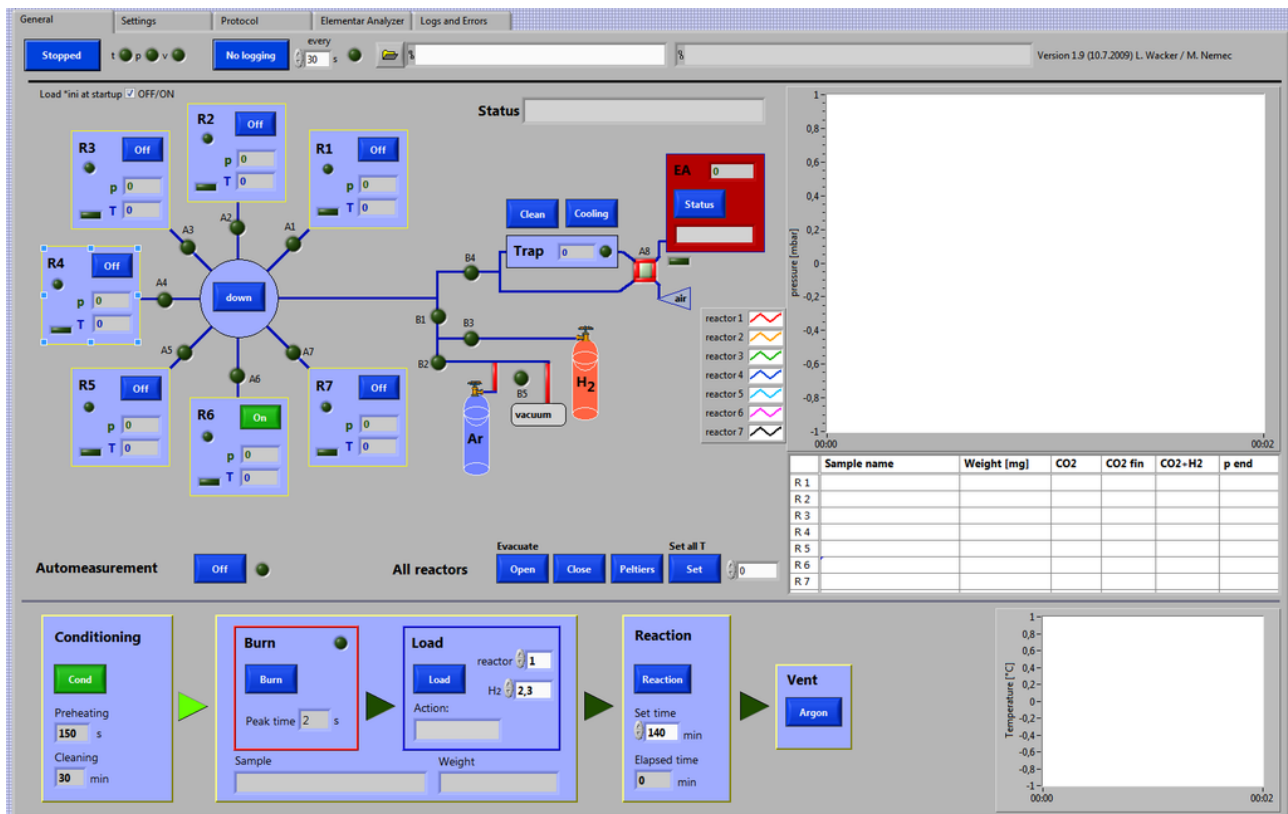 General Settings Protocol Elementar Analyzer Logs and Errors
Stopped t p v No logging every 30 s % % Version 1.9 (10.7.2009) L. Wacker / M. Nemec
Load *ini at startup OFF/ON
Status
R2 Off
p 0
T 0
R3 Off
p 0
T 0
R1 Off
p 0
T 0
A3 A2 A1
R4 Off
p 0
T 0
A4
down
A5 A6 A7
R5 Off
p 0
T 0
R6 On
p 0
T 0
R7 Off
p 0
T 0
EA 0
Status
Clean Cooling
Trap 0
A8
B4
air
B1 B3
B2
B5
vacuum
H2
Ar
reactor 1
reactor 2
reactor 3
reactor 4
reactor 5
reactor 6
reactor 7
pressure [mbar]
1
0,8
0,6
0,4
0,2
0
-0,2
-0,4
-0,6
-0,8
-1
00:00 00:02
Sample name Weight [mg] CO2 CO2 fin CO2+H2 p end
R 1
R 2
R 3
R 4
R 5
R 6
R 7
Automeasurement Off
All reactors
Evacuate Set all T
Open Close Peltiers Set 0
Conditioning
Cond
Preheating
150 s
Cleaning
30 min
Burn
Burn
Peak time 2 s
Load
reactor 1
Load
H2 2,3
Action:
Sample Weight
Reaction
Reaction
Set time
140 min
Elapsed time
0 min
Vent
Argon
Temperature [°C]
1
0,8
0,6
0,4
0,2
0
-0,2
-0,4
-0,6
-0,8
-1
00:00 00:02